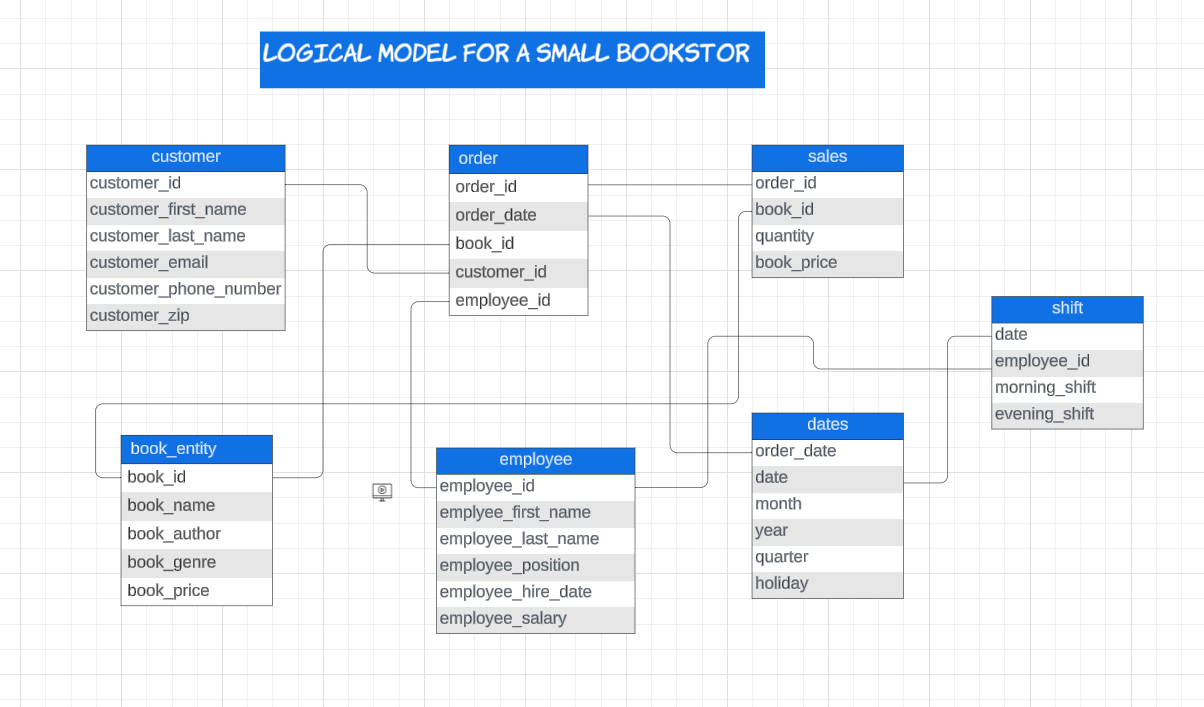 LOGICAL MODEL FOR A SMALL BOOKSTOR
customer
customer_id
customer_first_name
customer_last_name
customer_email
customer_phone_number
customer_zip
order
order_id
order_date
book_id
customer_id
employee_id
sales
order_id
book_id
quantity
book_price
shift
date
employee_id
morning_shift
evening_shift
book_entity
book_id
book_name
book_author
book_genre
book_price
employee
employee_id
emplyee_first_name
employee_last_name
employee_position
employee_hire_date
employee_salary
dates
order_date
date
month
year
quarter
holiday